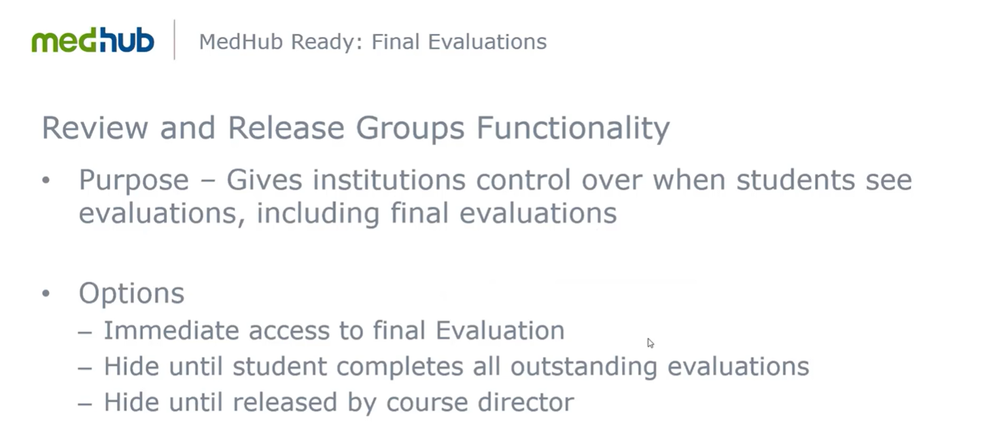 medhub
MedHub Ready: Final Evaluations
Review and Release Groups Functionality
• Purpose – Gives institutions control over when students see
evaluations, including final evaluations
• Options
– Immediate access to final Evaluation
– Hide until student completes all outstanding evaluations
– Hide until released by course director